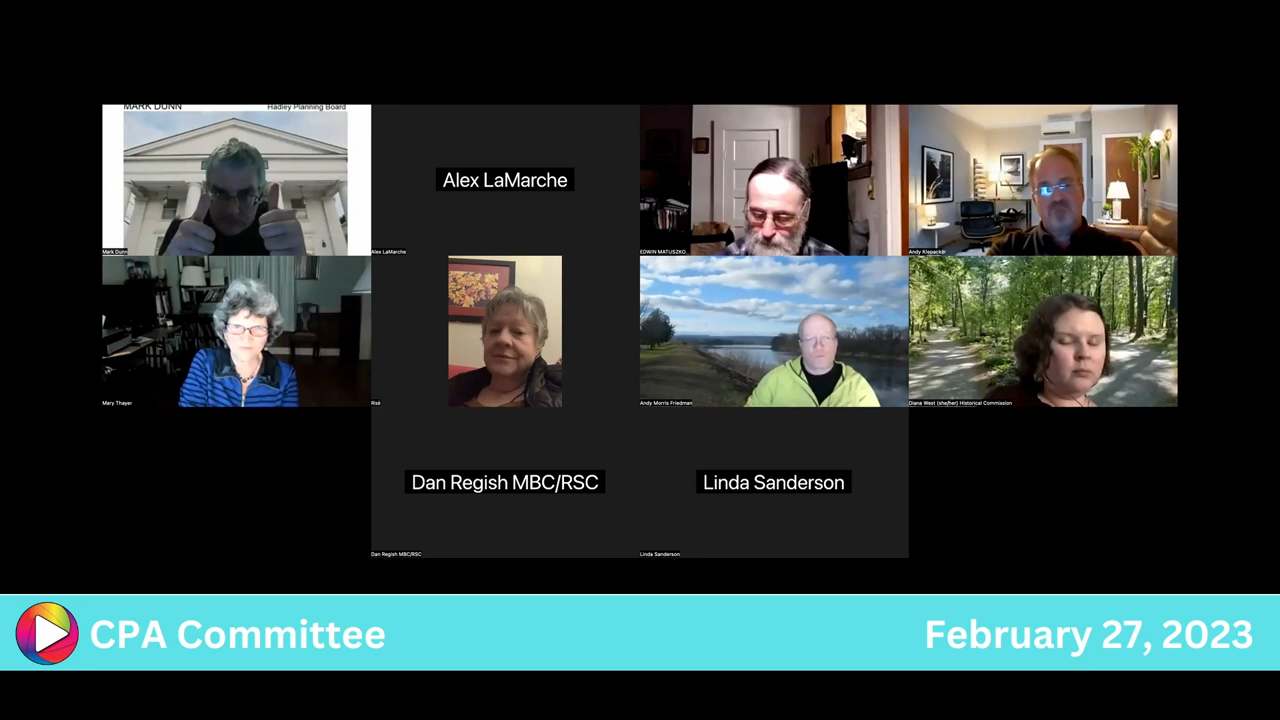 MARK DUNN
Hadley Planning Board
Alex LaMarche
Mark Dunn
Alex LaMarche
EDWIN MATUSZKO
Andy Klepacki
Mary Thayer
Risë
Andy Morris Friedman
Diana West (she/her) Historical Commission
Dan Regish MBC/RSC
Linda Sanderson
Dan Regish MBC/RSC
Linda Sanderson
CPA Committee
February 27, 2023